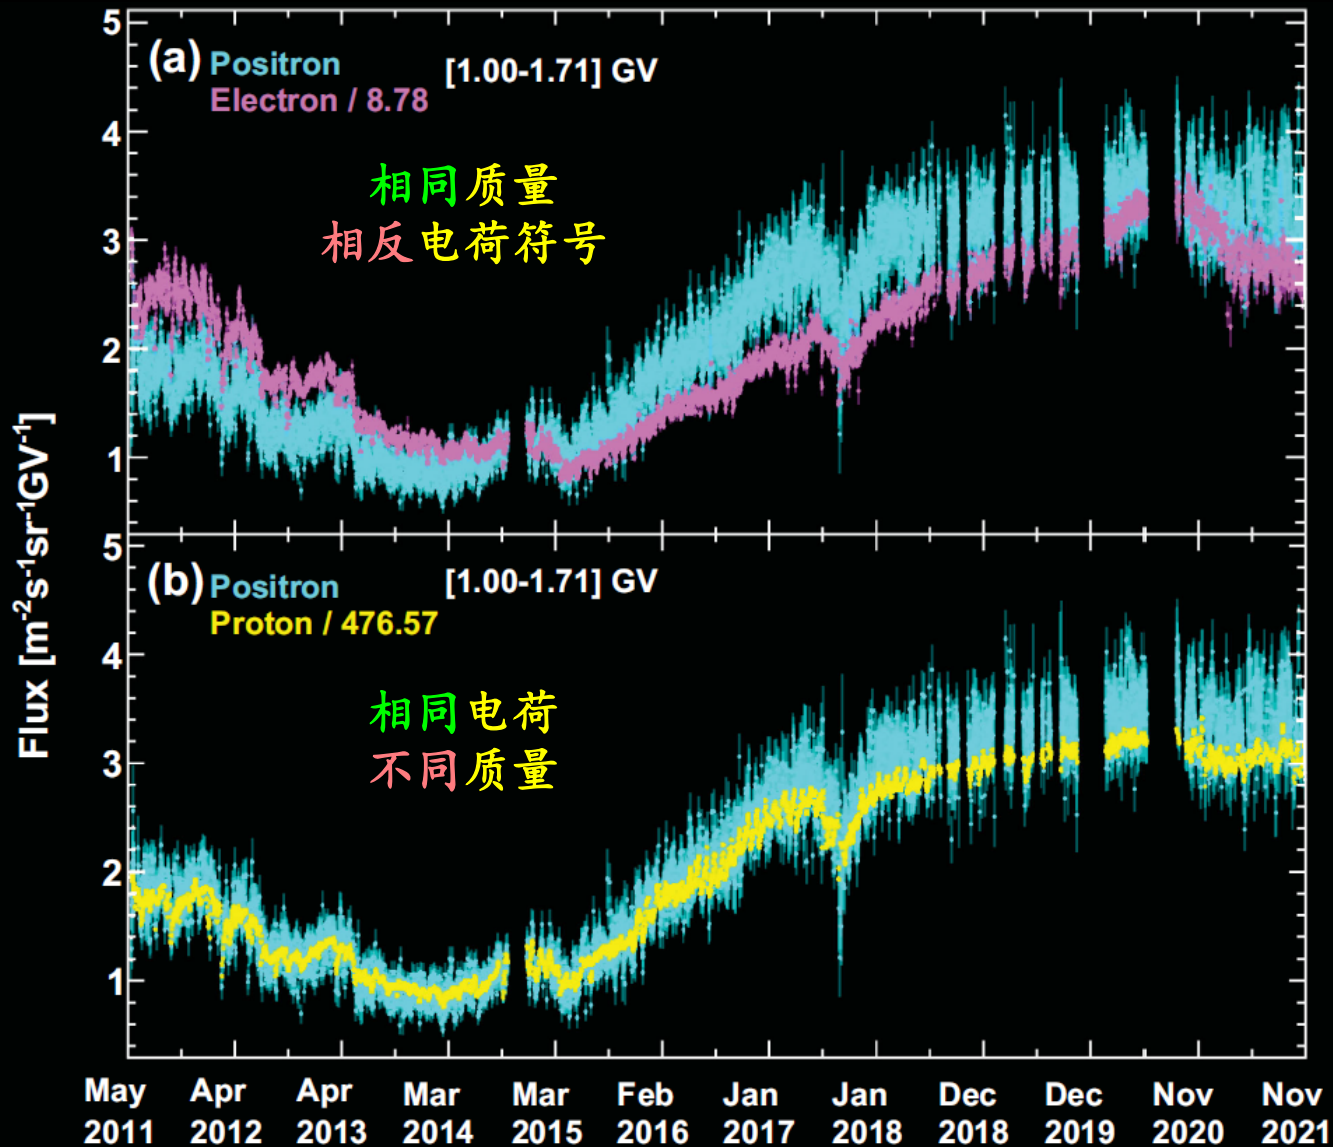 5
(a) Positron [1.00-1.71] GV
Electron / 8.78
4
相同质量
相反电荷符号
3
2
1
Flux [m⁻²s⁻¹sr⁻¹GV⁻¹]
5
(b) Positron [1.00-1.71] GV
Proton / 476.57
4
相同电荷
不同质量
3
2
1
May Apr Apr Mar Mar Feb Jan Jan Dec Dec Nov Nov
2011 2012 2013 2014 2015 2016 2017 2018 2018 2019 2020 2021